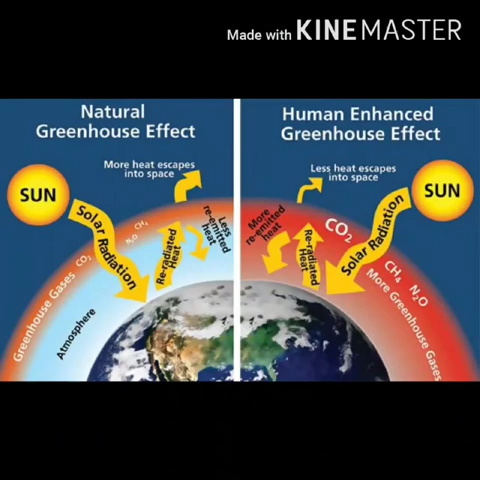 Made with KINEMASTER
Natural
Greenhouse Effect
More heat escapes
into space
SUN
Solar Radiation
N₂O CH₄
CO₂
Re-radiated
Heat
Less
re-emitted
heat
Greenhouse Gases
Atmosphere
Human Enhanced
Greenhouse Effect
Less heat escapes
into space
SUN
More
re-emitted
heat
Re-radiated
Heat
CO₂
Solar Radiation
CH₄ N₂O
More Greenhouse Gases